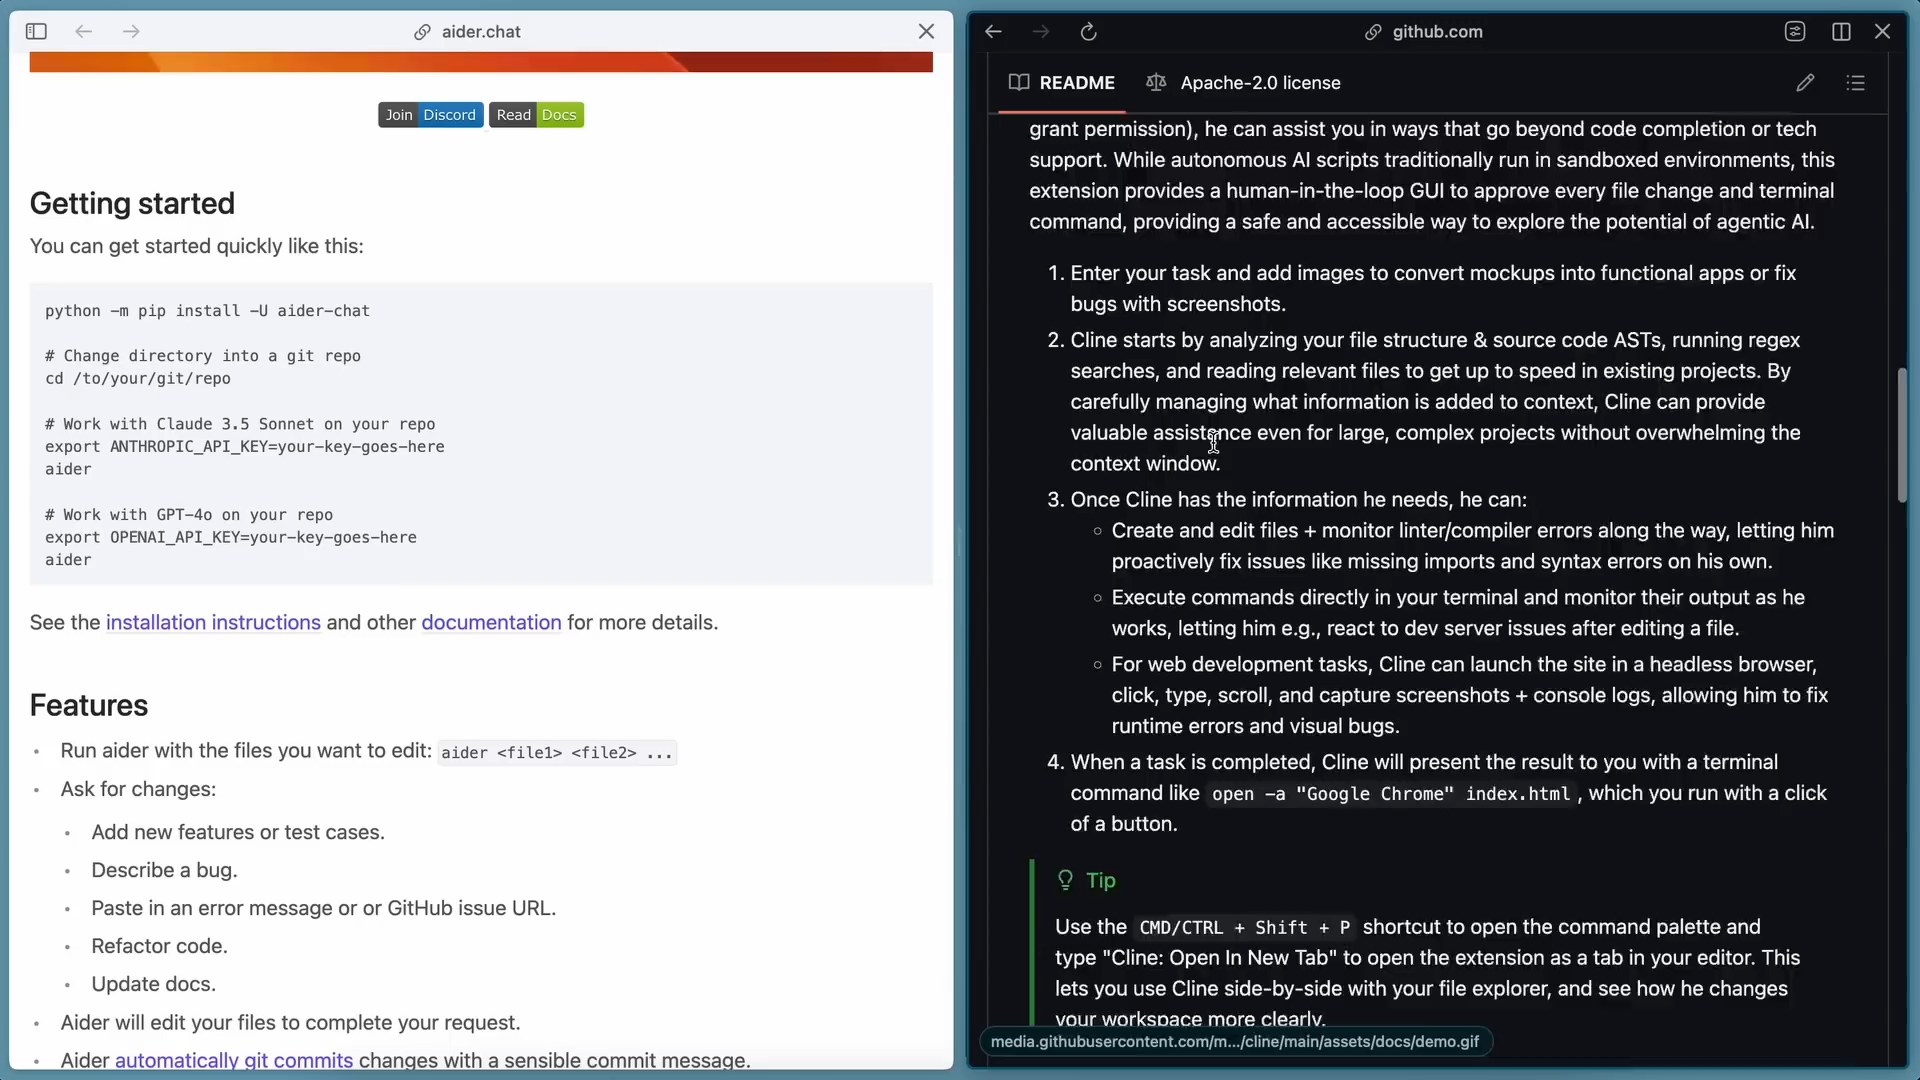 aider.chat
Join Discord Read Docs
Getting started
You can get started quickly like this:
python -m pip install -U aider-chat
# Change directory into a git repo
cd /to/your/git/repo
# Work with Claude 3.5 Sonnet on your repo
export ANTHROPIC_API_KEY=your-key-goes-here
aider
# Work with GPT-4o on your repo
export OPENAI_API_KEY=your-key-goes-here
aider
See the installation instructions and other documentation for more details.
Features
Run aider with the files you want to edit: aider <file1> <file2> ...
Ask for changes:
Add new features or test cases.
Describe a bug.
Paste in an error message or or GitHub issue URL.
Refactor code.
Update docs.
Aider will edit your files to complete your request.
Aider automatically git commits changes with a sensible commit message.
github.com
README Apache-2.0 license
grant permission), he can assist you in ways that go beyond code completion or tech
support. While autonomous AI scripts traditionally run in sandboxed environments, this
extension provides a human-in-the-loop GUI to approve every file change and terminal
command, providing a safe and accessible way to explore the potential of agentic AI.
1. Enter your task and add images to convert mockups into functional apps or fix
bugs with screenshots.
2. Cline starts by analyzing your file structure & source code ASTs, running regex
searches, and reading relevant files to get up to speed in existing projects. By
carefully managing what information is added to context, Cline can provide
valuable assistance even for large, complex projects without overwhelming the
context window.
3. Once Cline has the information he needs, he can:
Create and edit files + monitor linter/compiler errors along the way, letting him
proactively fix issues like missing imports and syntax errors on his own.
Execute commands directly in your terminal and monitor their output as he
works, letting him e.g., react to dev server issues after editing a file.
For web development tasks, Cline can launch the site in a headless browser,
click, type, scroll, and capture screenshots + console logs, allowing him to fix
runtime errors and visual bugs.
4. When a task is completed, Cline will present the result to you with a terminal
command like open -a "Google Chrome" index.html , which you run with a click
of a button.
Tip
Use the CMD/CTRL + Shift + P shortcut to open the command palette and
type "Cline: Open In New Tab" to open the extension as a tab in your editor. This
lets you use Cline side-by-side with your file explorer, and see how he changes
your workspace more clearly.
media.githubusercontent.com/m.../cline/main/assets/docs/demo.gif